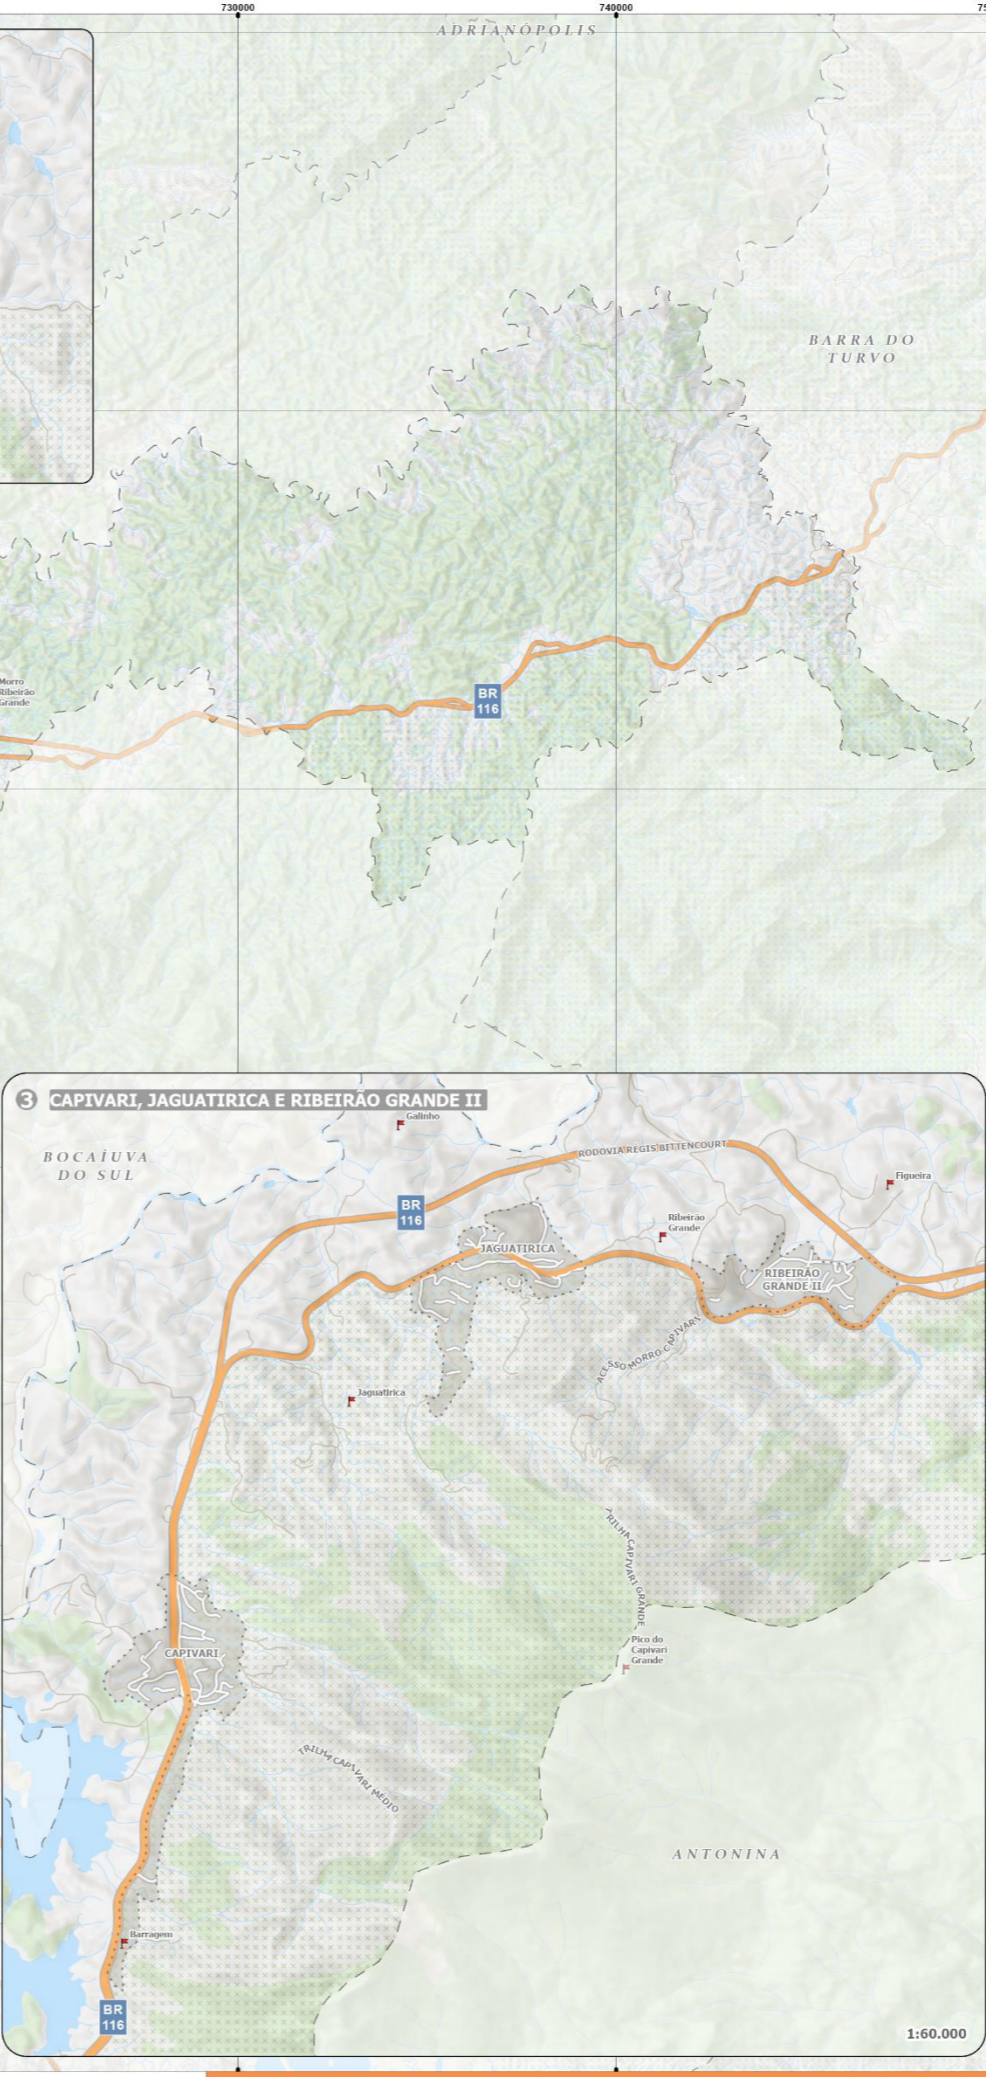 730000
740000
ADRIANÓPOLIS
BARRA DO
TURVO
Morro
Ribeirão
Grande
BR
116
3 CAPIVARI, JAGUATIRICA E RIBEIRÃO GRANDE II
Galinho
BOCAIÚVA
DO SUL
RODOVIA REGIS BITTENCOURT
Figueira
BR
116
Ribeirão
Grande
JAGUATIRICA
RIBEIRÃO
GRANDE II
ACESSO MORRO CAPIVARI
Jaguatirica
TRILHA CAPIVARI GRANDE
Pico do
Capivari
Grande
CAPIVARI
TRILHA CAPIVARI MÉDIO
ANTONINA
Barragem
BR
116
1:60.000